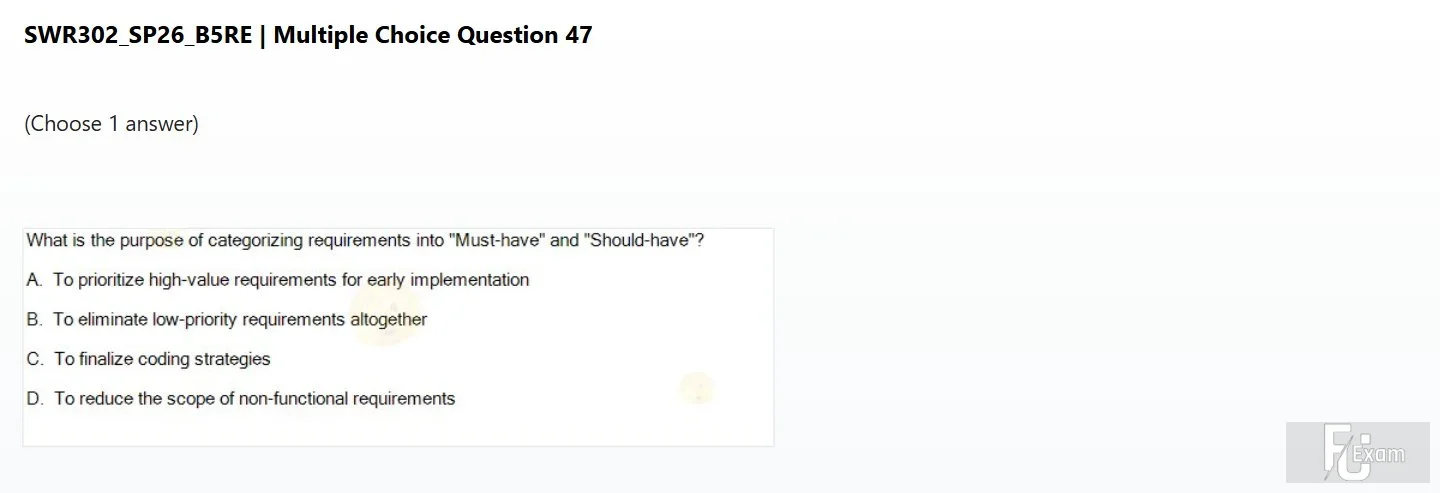 SWR302_SP26_B5RE | Multiple Choice Question 47
(Choose 1 answer)
What is the purpose of categorizing requirements into "Must-have" and "Should-have"?
A. To prioritize high-value requirements for early implementation
B. To eliminate low-priority requirements altogether
C. To finalize coding strategies
D. To reduce the scope of non-functional requirements
FU Exam